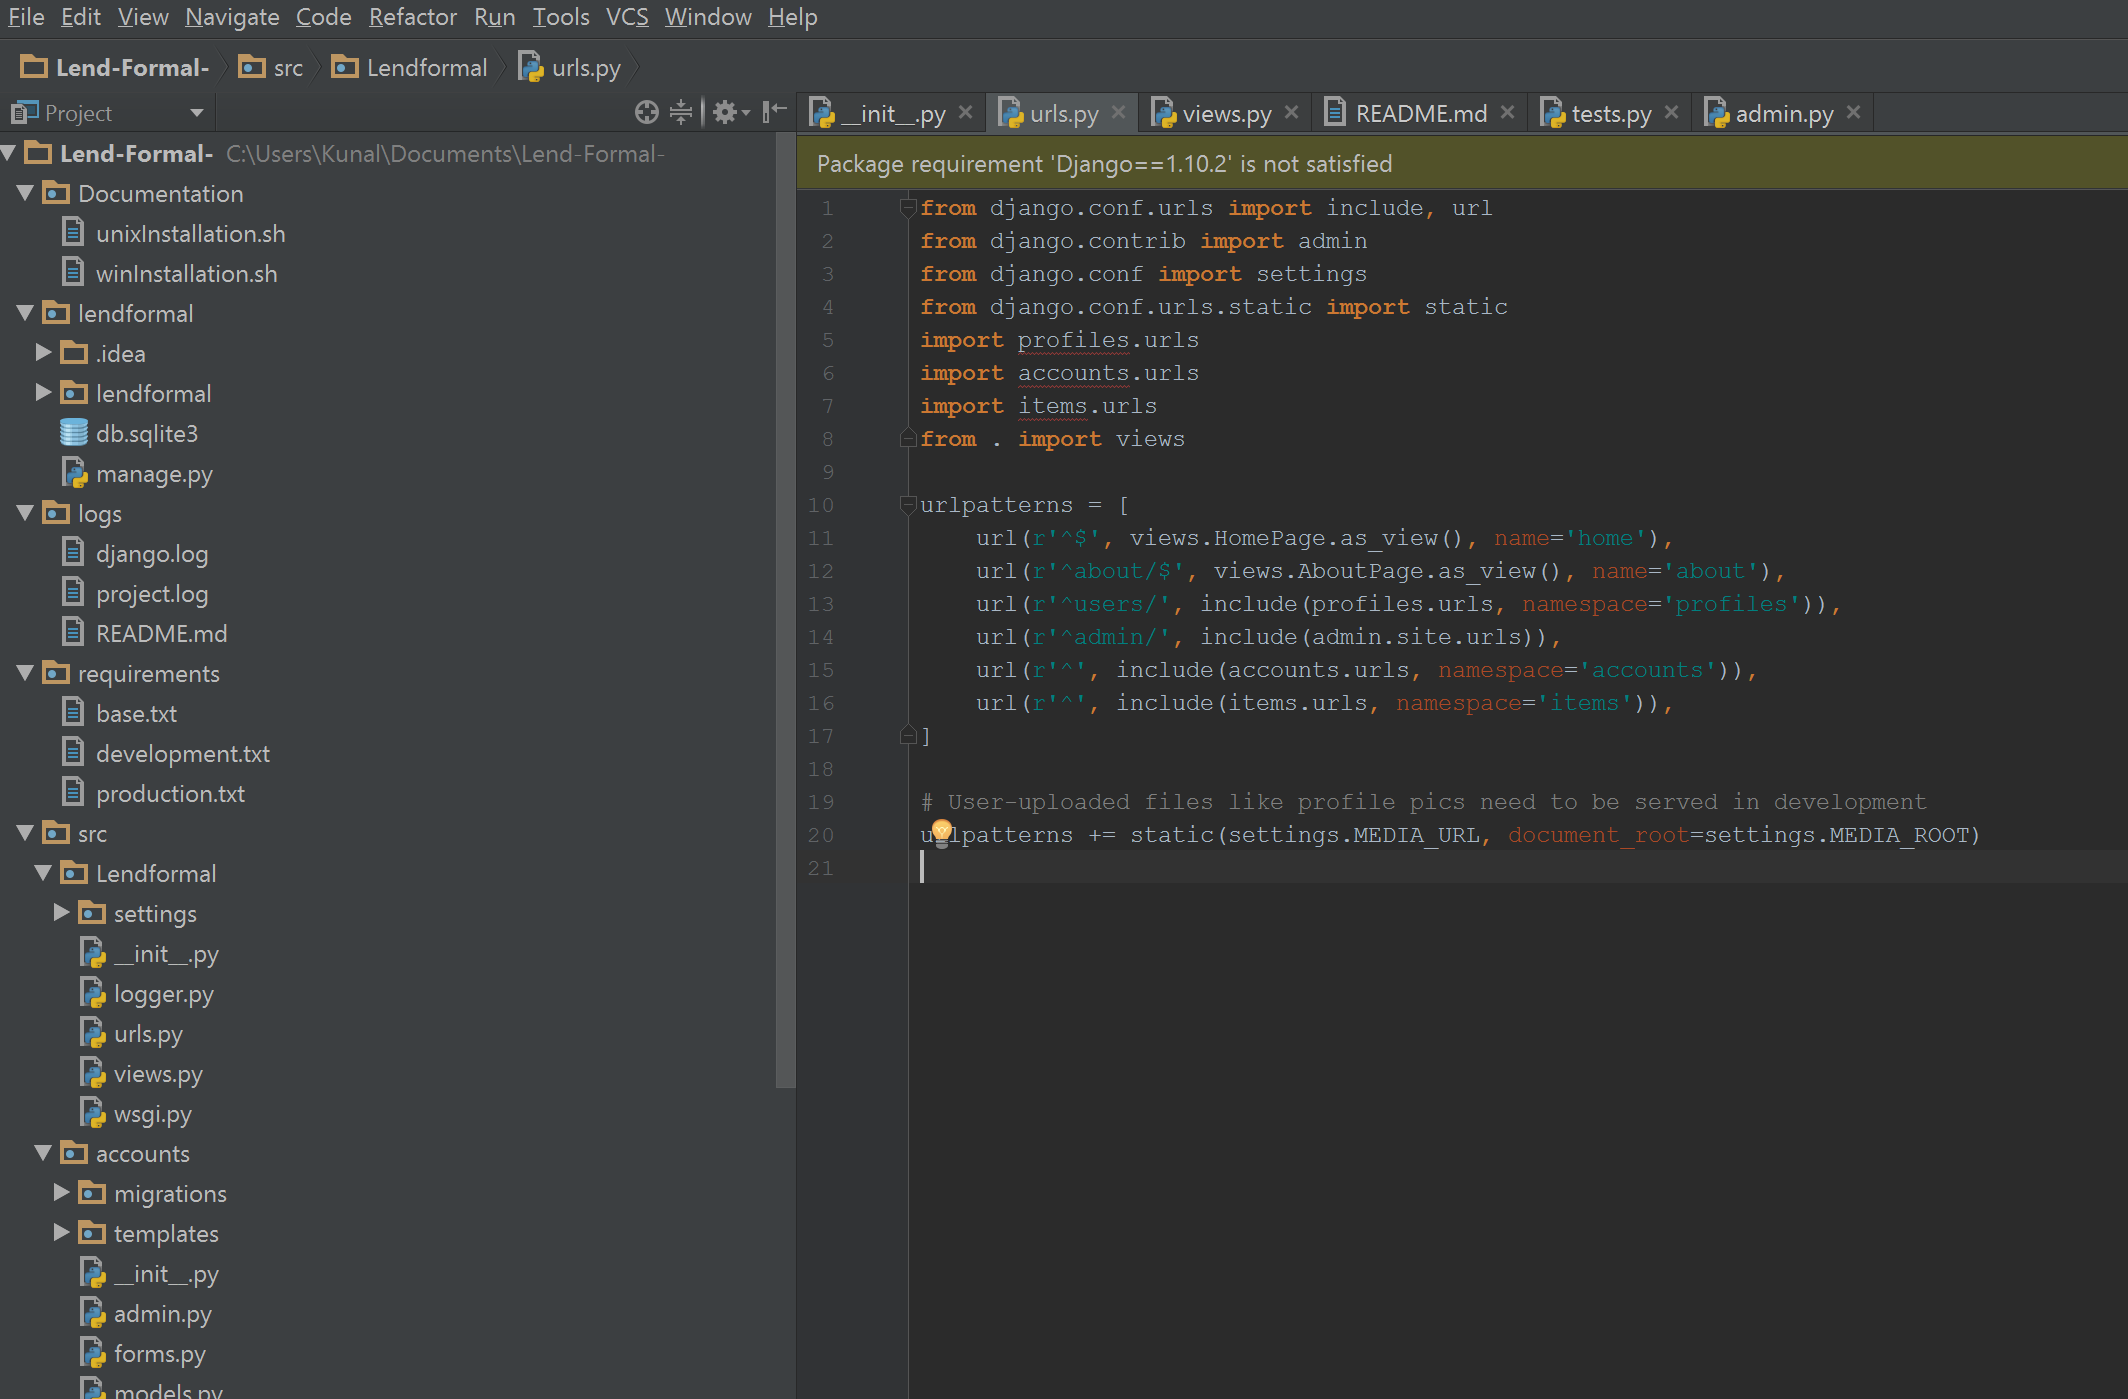 File Edit View Navigate Code Refactor Run Tools VCS Window Help
Lend-Formal- src Lendformal urls.py
Project
Lend-Formal- C:\Users\Kunal\Documents\Lend-Formal-
Documentation
unixInstallation.sh
winInstallation.sh
lendformal
.idea
lendformal
db.sqlite3
manage.py
logs
django.log
project.log
README.md
requirements
base.txt
development.txt
production.txt
src
Lendformal
settings
__init__.py
logger.py
urls.py
views.py
wsgi.py
accounts
migrations
templates
__init__.py
admin.py
forms.py
models.py
__init__.py urls.py views.py README.md tests.py admin.py
Package requirement 'Django==1.10.2' is not satisfied
1 from django.conf.urls import include, url
2 from django.contrib import admin
3 from django.conf import settings
4 from django.conf.urls.static import static
5 import profiles.urls
6 import accounts.urls
7 import items.urls
8 from . import views
9
10 urlpatterns = [
11     url(r'^$', views.HomePage.as_view(), name='home'),
12     url(r'^about/$', views.AboutPage.as_view(), name='about'),
13     url(r'^users/', include(profiles.urls, namespace='profiles')),
14     url(r'^admin/', include(admin.site.urls)),
15     url(r'^', include(accounts.urls, namespace='accounts')),
16     url(r'^', include(items.urls, namespace='items')),
17 ]
18
19 # User-uploaded files like profile pics need to be served in development
20 urlpatterns += static(settings.MEDIA_URL, document_root=settings.MEDIA_ROOT)
21